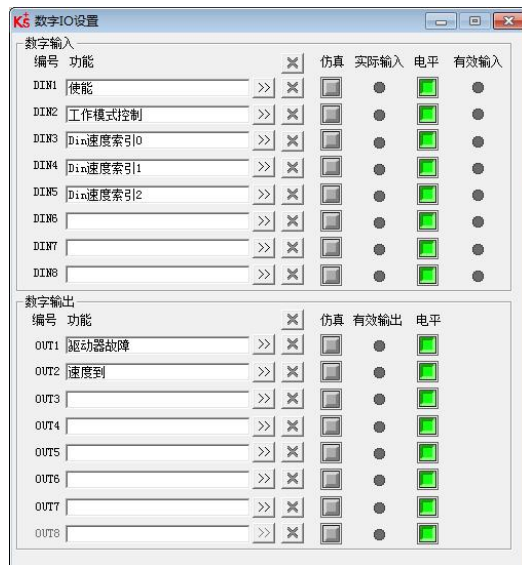 KS+ 数字IO设置
数字输入
编号 功能 仿真 实际输入 电平 有效输入
DIN1 使能 >>
DIN2 工作模式控制 >>
DIN3 Din速度索引0 >>
DIN4 Din速度索引1 >>
DIN5 Din速度索引2 >>
DIN6 >>
DIN7 >>
DIN8 >>
数字输出
编号 功能 仿真 有效输出 电平
OUT1 驱动器故障 >>
OUT2 速度到 >>
OUT3 >>
OUT4 >>
OUT5 >>
OUT6 >>
OUT7 >>
OUT8 >>